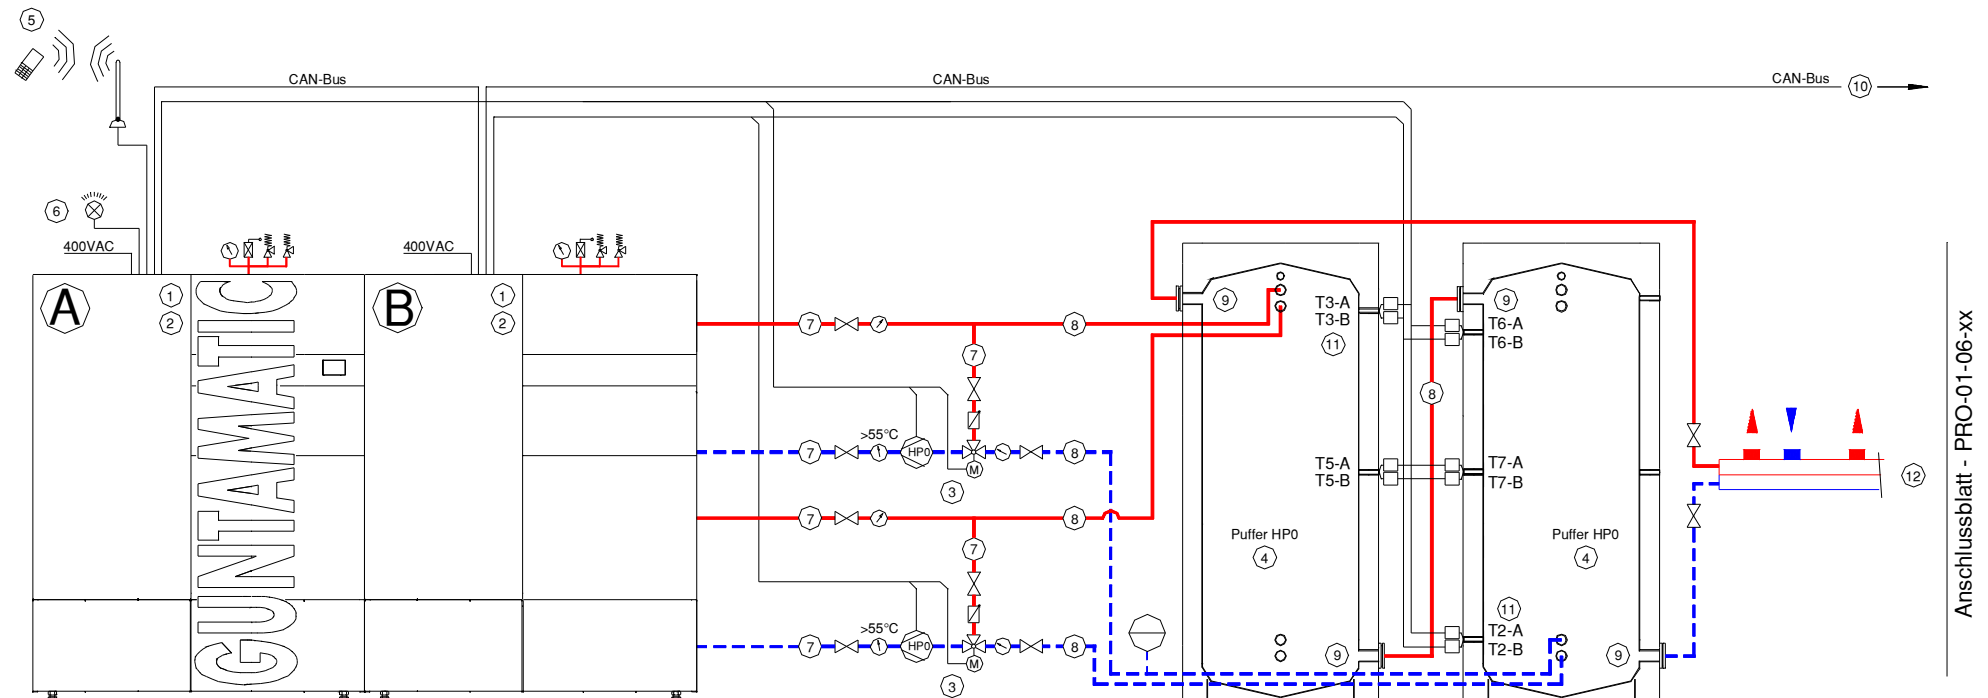 5
CAN-Bus
CAN-Bus
CAN-Bus
10
6
400VAC
400VAC
A
1
2
GUNTAMATIC
B
1
2
7
8
7
>55°C
7
HP0
8
M
3
7
8
7
>55°C
7
HP0
8
M
3
9
T3-A
T3-B
11
T5-A
T5-B
Puffer HP0
4
9
8
9
T6-A
T6-B
T7-A
T7-B
Puffer HP0
4
11
T2-A
T2-B
9
12
Anschlussblatt - PRO-01-06-xx